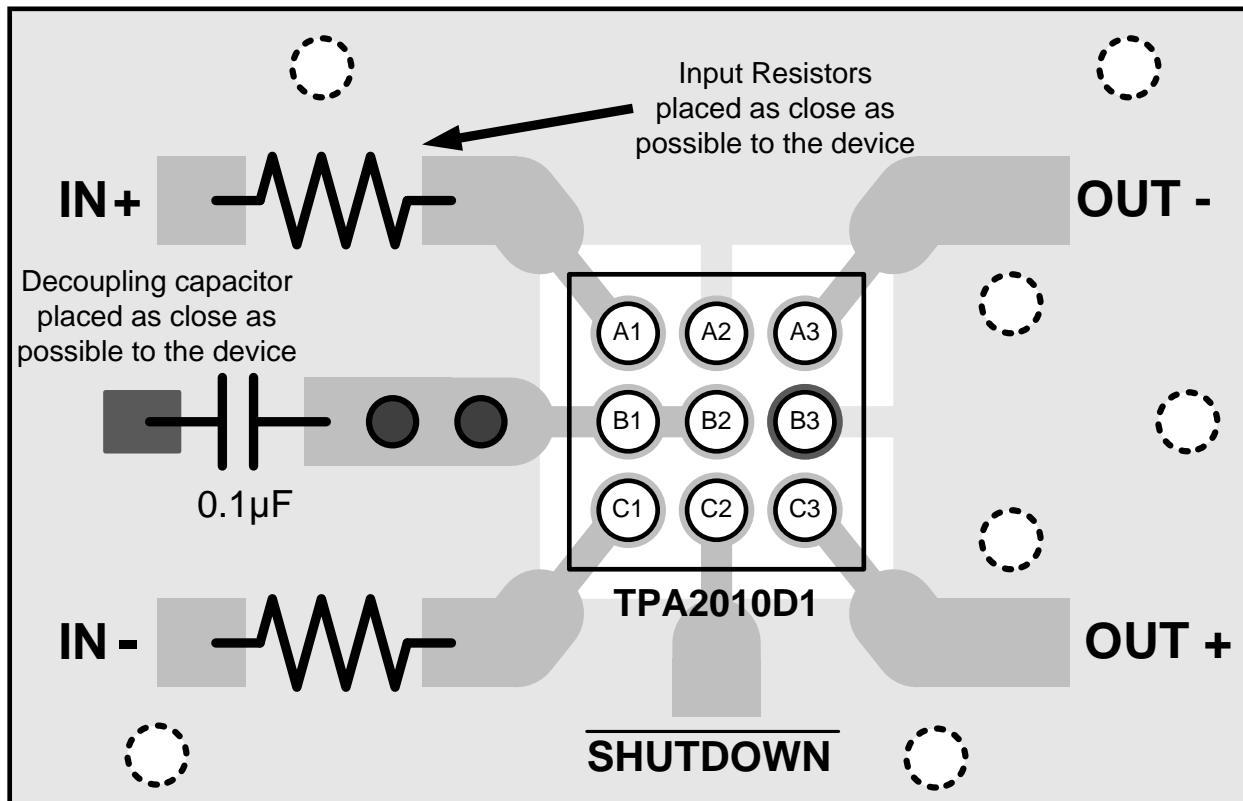 Input Resistors
placed as close as
possible to the device
IN+
OUT -
Decoupling capacitor
placed as close as
possible to the device
A1 A2 A3
B1 B2 B3
0.1µF
C1 C2 C3
TPA2010D1
IN -
OUT +
SHUTDOWN